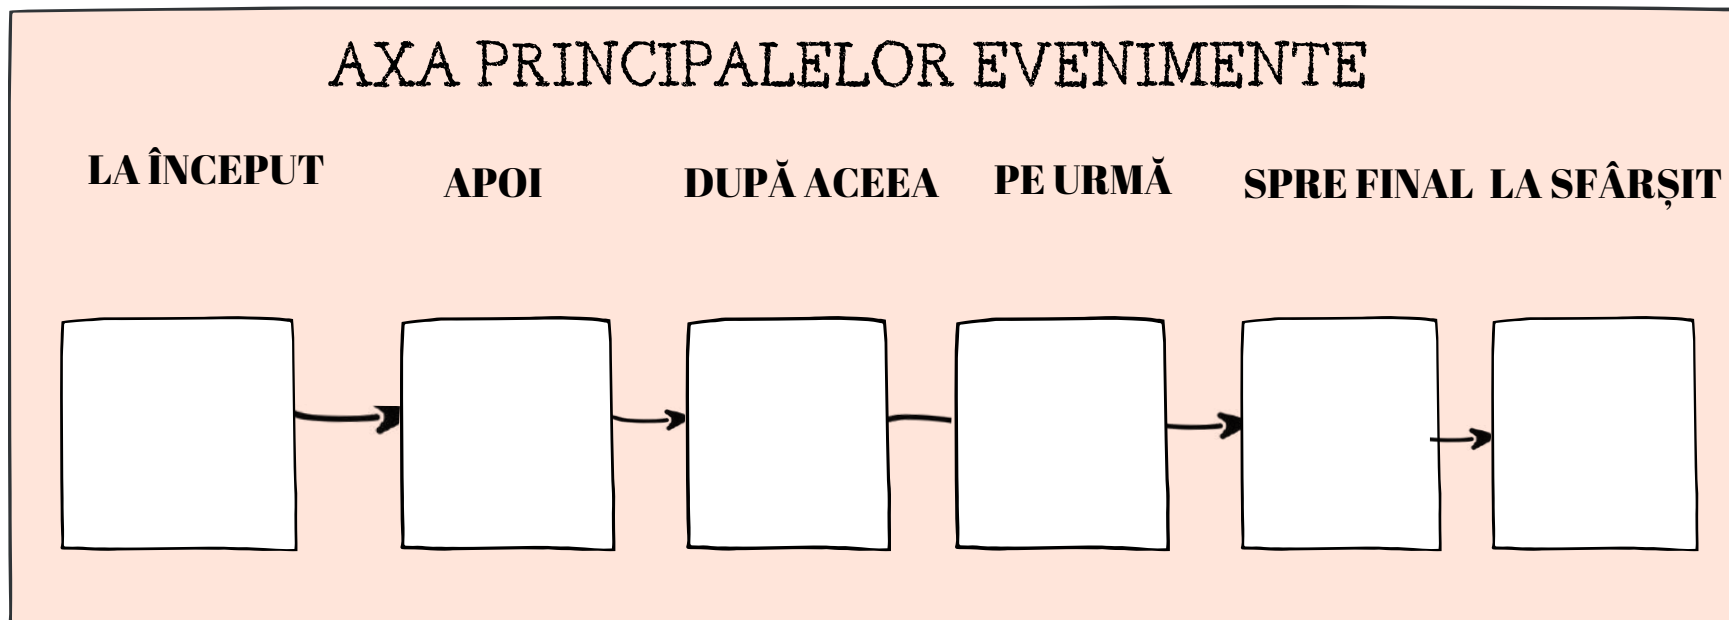 AXA PRINCIPALELOR EVENIMENTE
LA ÎNCEPUT
APOI
DUPĂ ACEEA
PE URMĂ
SPRE FINAL
LA SFÂRȘIT